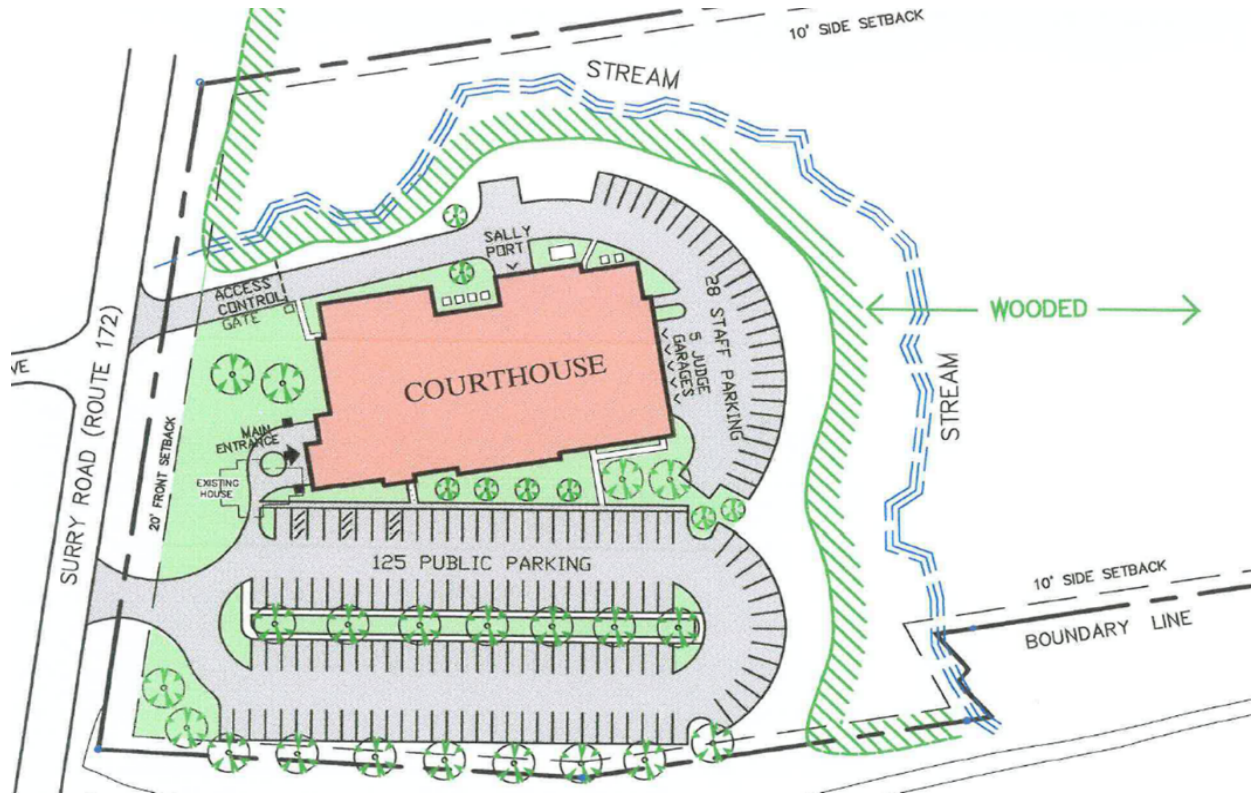 10' SIDE SETBACK
STREAM
SALLY
PORT
ACCESS
CONTROL
GATE
28 STAFF PARKING
5 JUDGE
GARAGES
WOODED
COURTHOUSE
STREAM
SURRY ROAD (ROUTE 172)
VE
20' FRONT SETBACK
MAIN
ENTRANCE
EXISTING
HOUSE
125 PUBLIC PARKING
10' SIDE SETBACK
BOUNDARY LINE